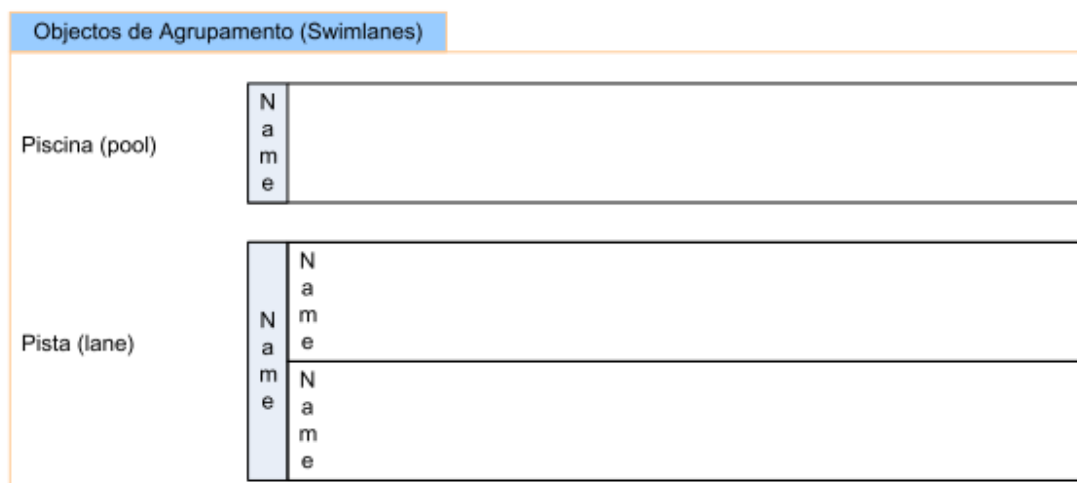 Objectos de Agrupamento (Swimlanes)
Piscina (pool)
Name
Pista (lane)
Name
Name
Name